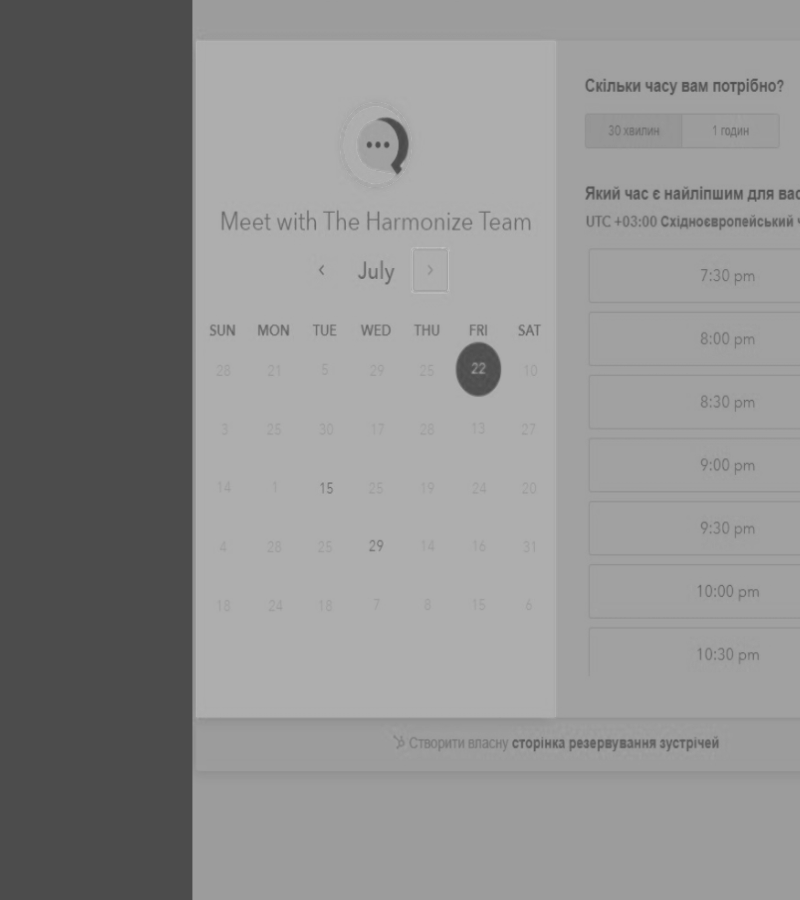 Meet with The Harmonize Team
‹ July ›
SUN MON TUE WED THU FRI SAT
28 21 5 29 25 22 10
3 25 30 17 28 13 27
14 1 15 25 19 24 20
4 28 25 29 14 16 31
18 24 18 7 8 15 6
Скільки часу вам потрібно?
30 хвилин 1 годин
Який час є найліпшим для вас
UTC +03:00 Східноєвропейський
7:30 pm
8:00 pm
8:30 pm
9:00 pm
9:30 pm
10:00 pm
10:30 pm
Створити власну сторінка резервування зустрічей